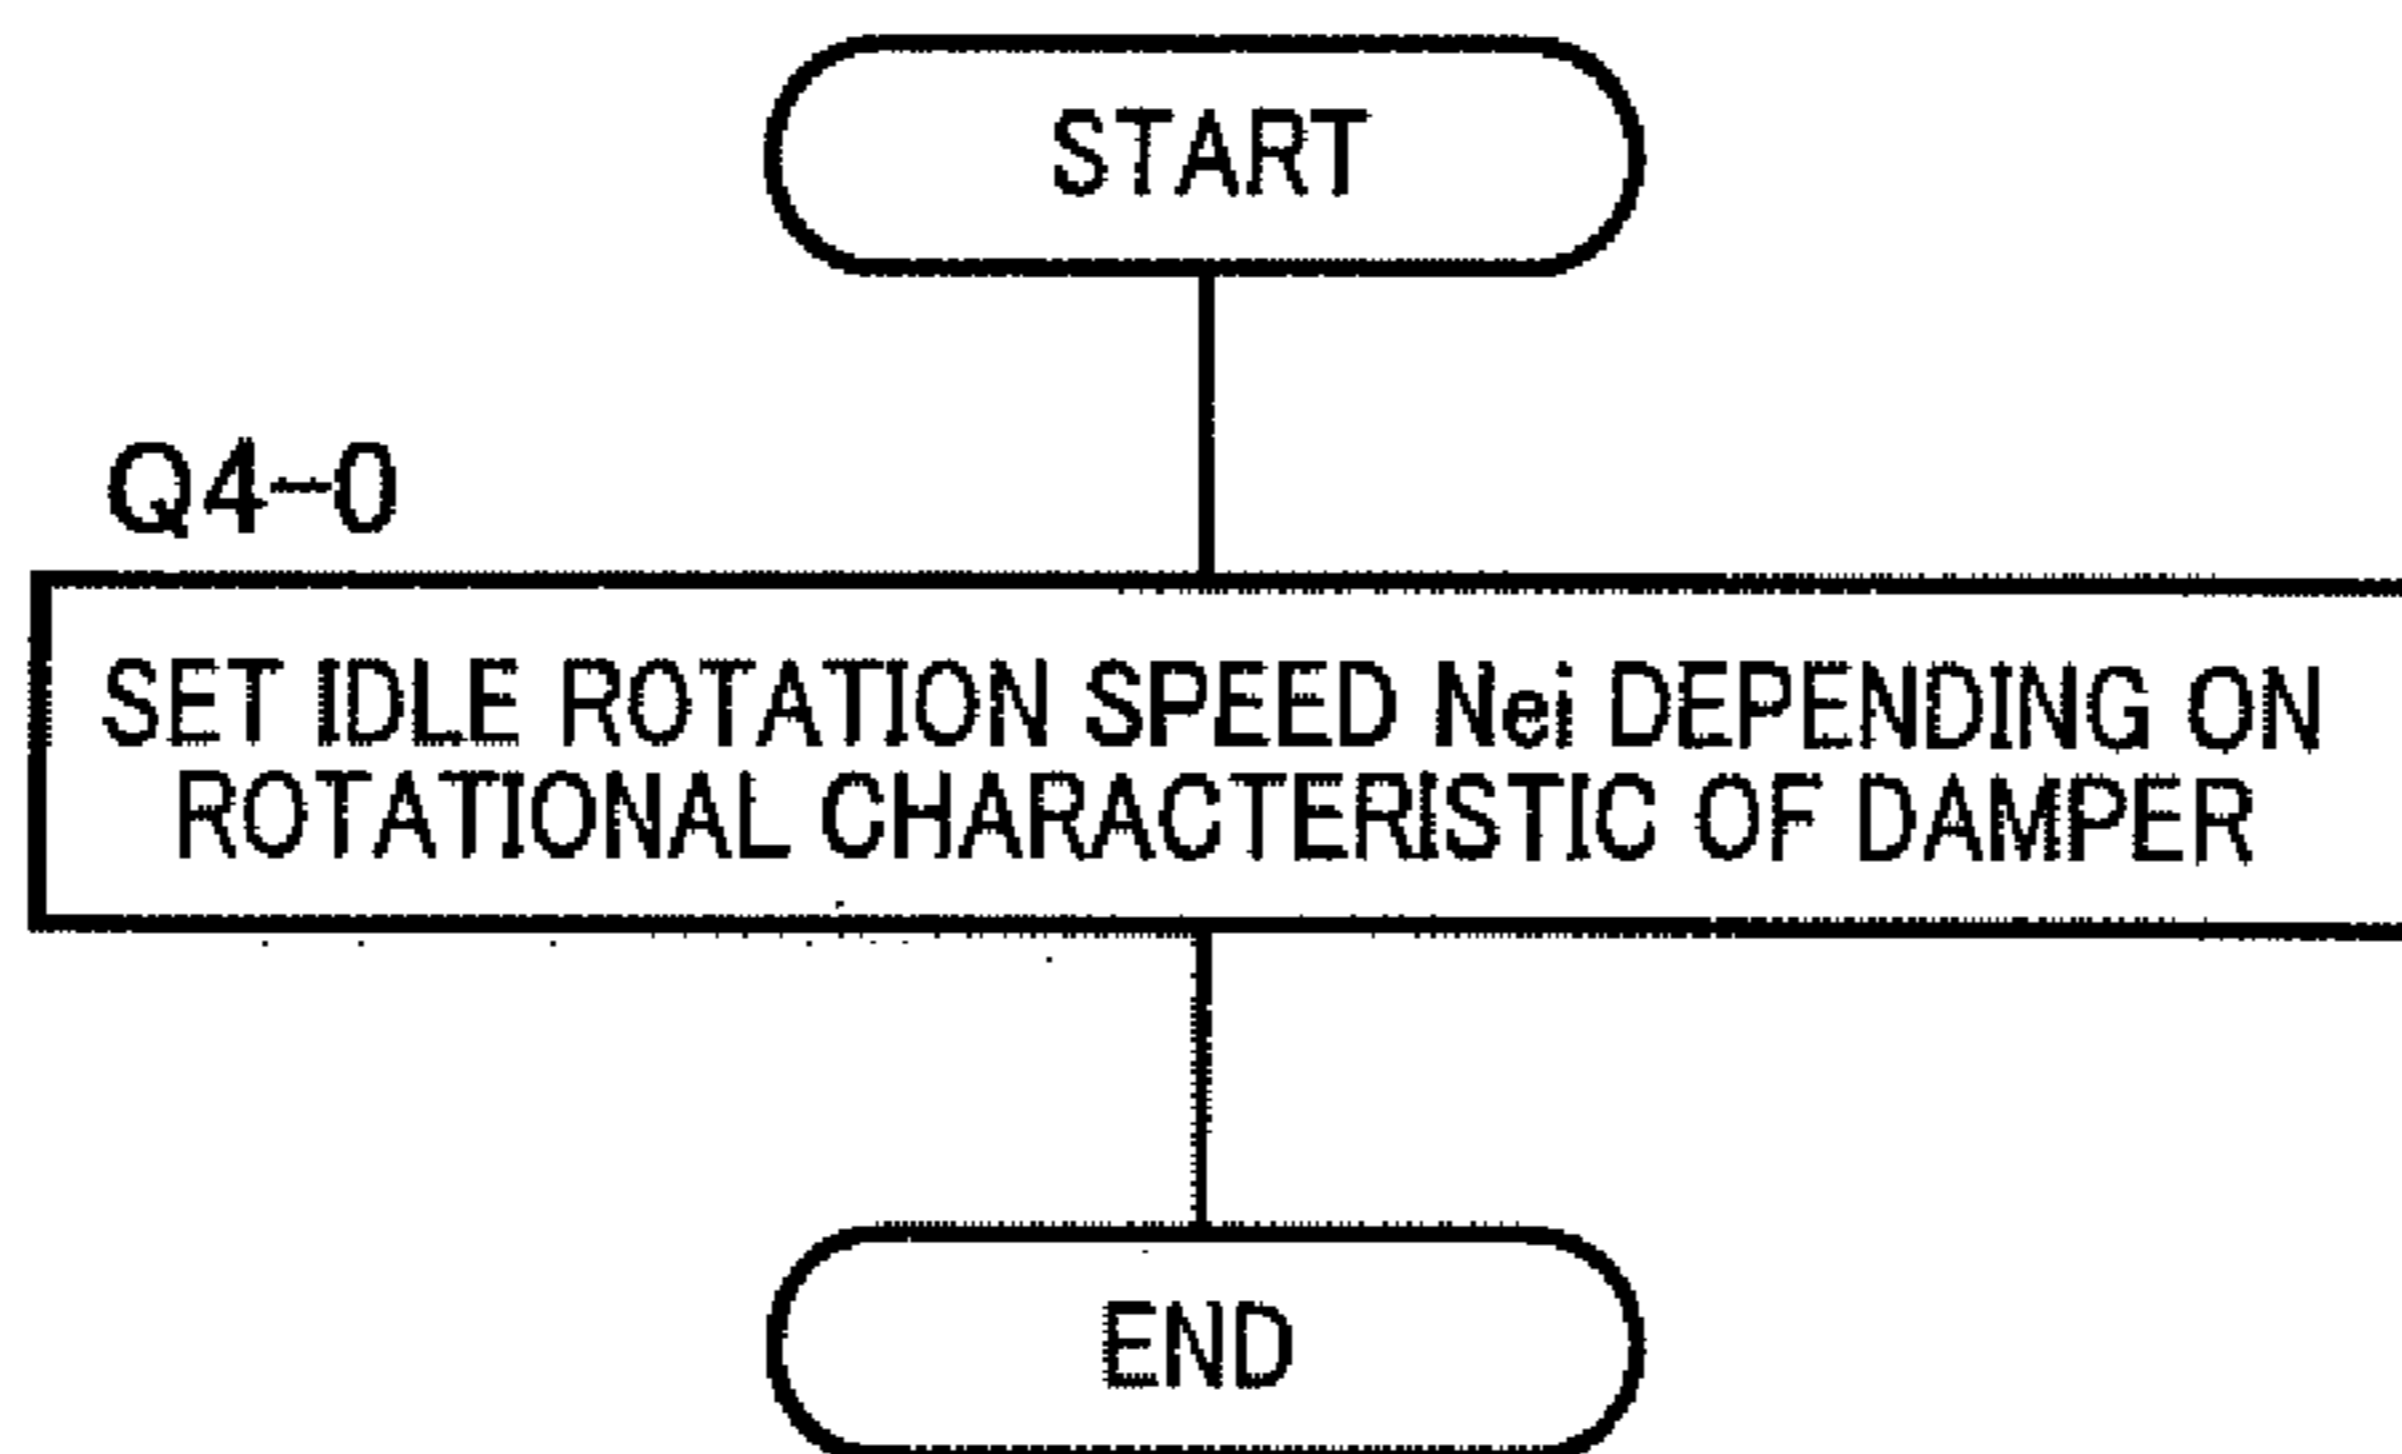 START
Q4-0
SET IDLE ROTATION SPEED Nei DEPENDING ON
ROTATIONAL CHARACTERISTIC OF DAMPER
END